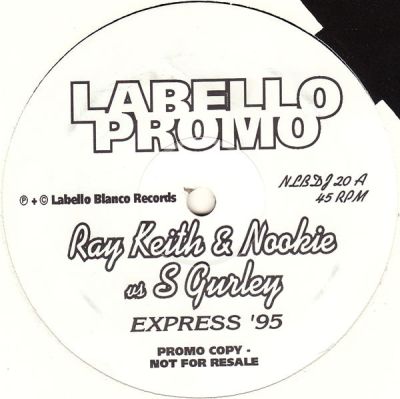 LABELLO
PROMO
NLBDJ 20 A
45 RPM
℗ + © Labello Blanco Records
Ray Keith & Nookie
vs S Gurley
EXPRESS '95
PROMO COPY -
NOT FOR RESALE